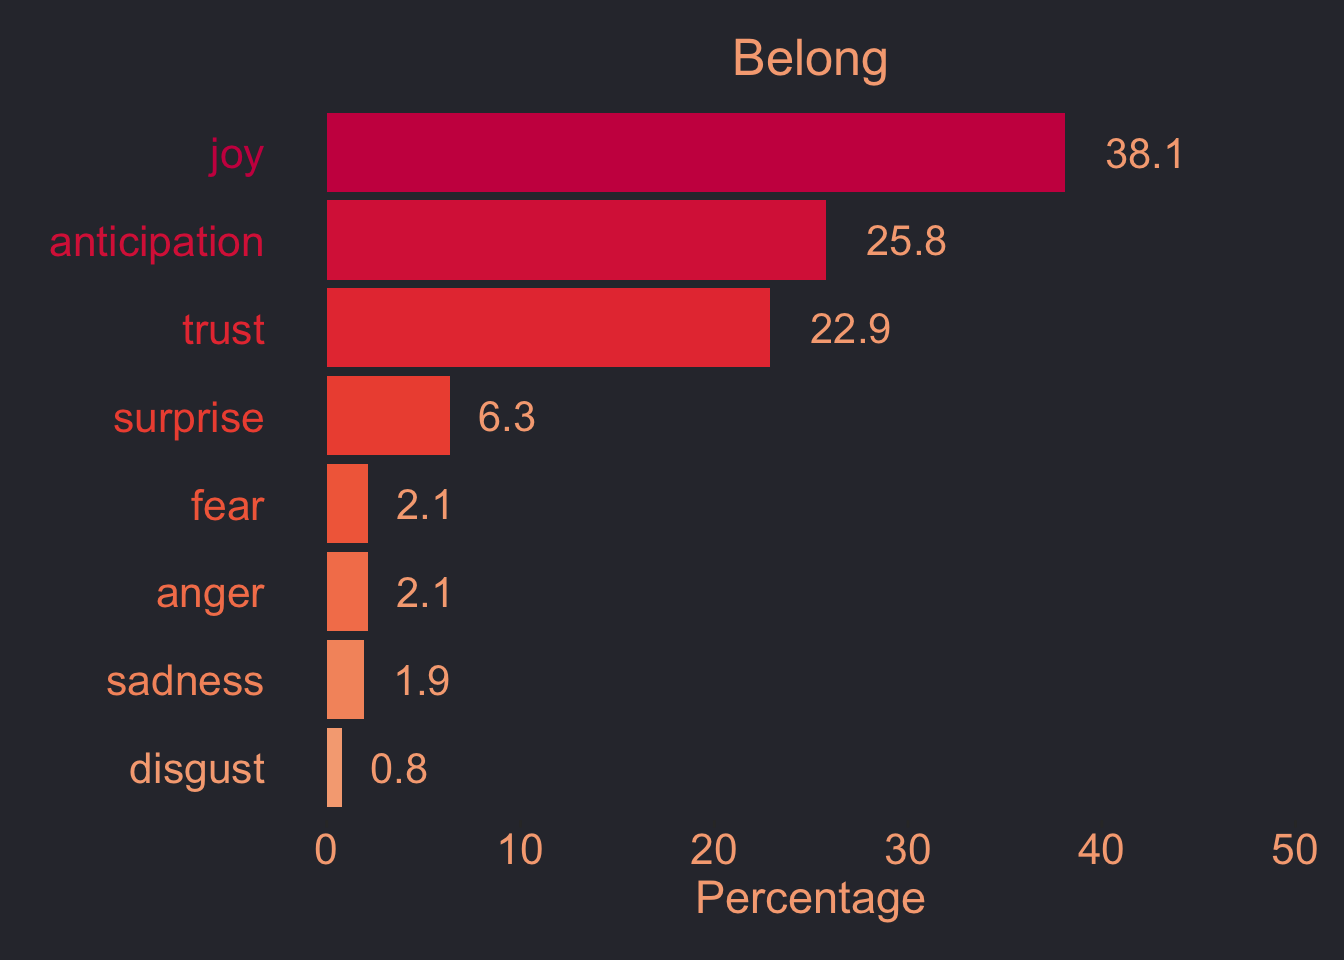 Belong
joy 38.1
anticipation 25.8
trust 22.9
surprise 6.3
fear 2.1
anger 2.1
sadness 1.9
disgust 0.8
0 10 20 30 40 50
Percentage